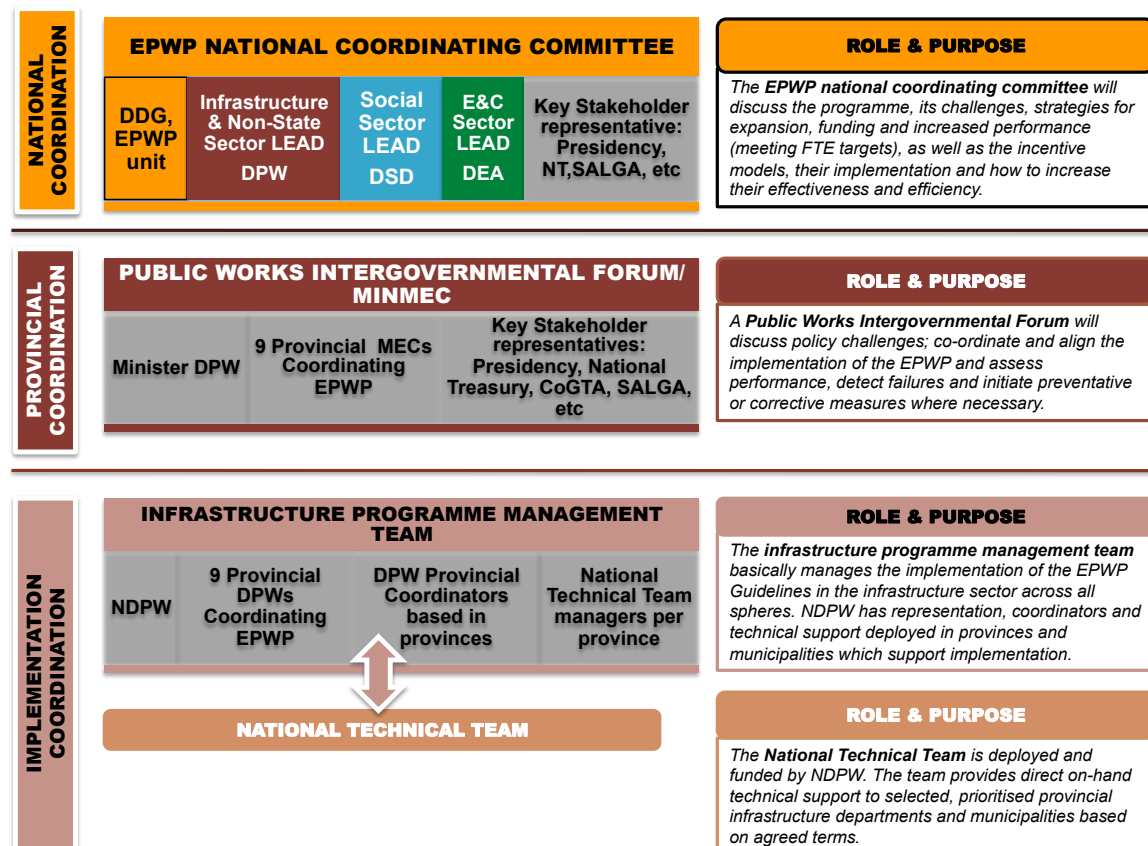 NATIONAL
COORDINATION
EPWP NATIONAL COORDINATING COMMITTEE
DDG,
EPWP
unit
Infrastructure
& Non-State
Sector LEAD
DPW
Social
Sector
LEAD
DSD
E&C
Sector
LEAD
DEA
Key Stakeholder
representative:
Presidency,
NT,SALGA, etc
ROLE & PURPOSE
The EPWP national coordinating committee will
discuss the programme, its challenges, strategies for
expansion, funding and increased performance
(meeting FTE targets), as well as the incentive
models, their implementation and how to increase
their effectiveness and efficiency.
PROVINCIAL
COORDINATION
PUBLIC WORKS INTERGOVERNMENTAL FORUM/
MINMEC
Minister DPW
9 Provincial MECs
Coordinating
EPWP
Key Stakeholder
representatives:
Presidency, National
Treasury, CoGTA, SALGA,
etc
ROLE & PURPOSE
A Public Works Intergovernmental Forum will
discuss policy challenges; co-ordinate and align the
implementation of the EPWP and assess
performance, detect failures and initiate preventative
or corrective measures where necessary.
IMPLEMENTATION
COORDINATION
INFRASTRUCTURE PROGRAMME MANAGEMENT
TEAM
NDPW
9 Provincial
DPWs
Coordinating
EPWP
DPW Provincial
Coordinators
based in
provinces
National
Technical Team
managers per
province
ROLE & PURPOSE
The infrastructure programme management team
basically manages the implementation of the EPWP
Guidelines in the infrastructure sector across all
spheres. NDPW has representation, coordinators and
technical support deployed in provinces and
municipalities which support implementation.
NATIONAL TECHNICAL TEAM
ROLE & PURPOSE
The National Technical Team is deployed and
funded by NDPW. The team provides direct on-hand
technical support to selected, prioritised provincial
infrastructure departments and municipalities based
on agreed terms.